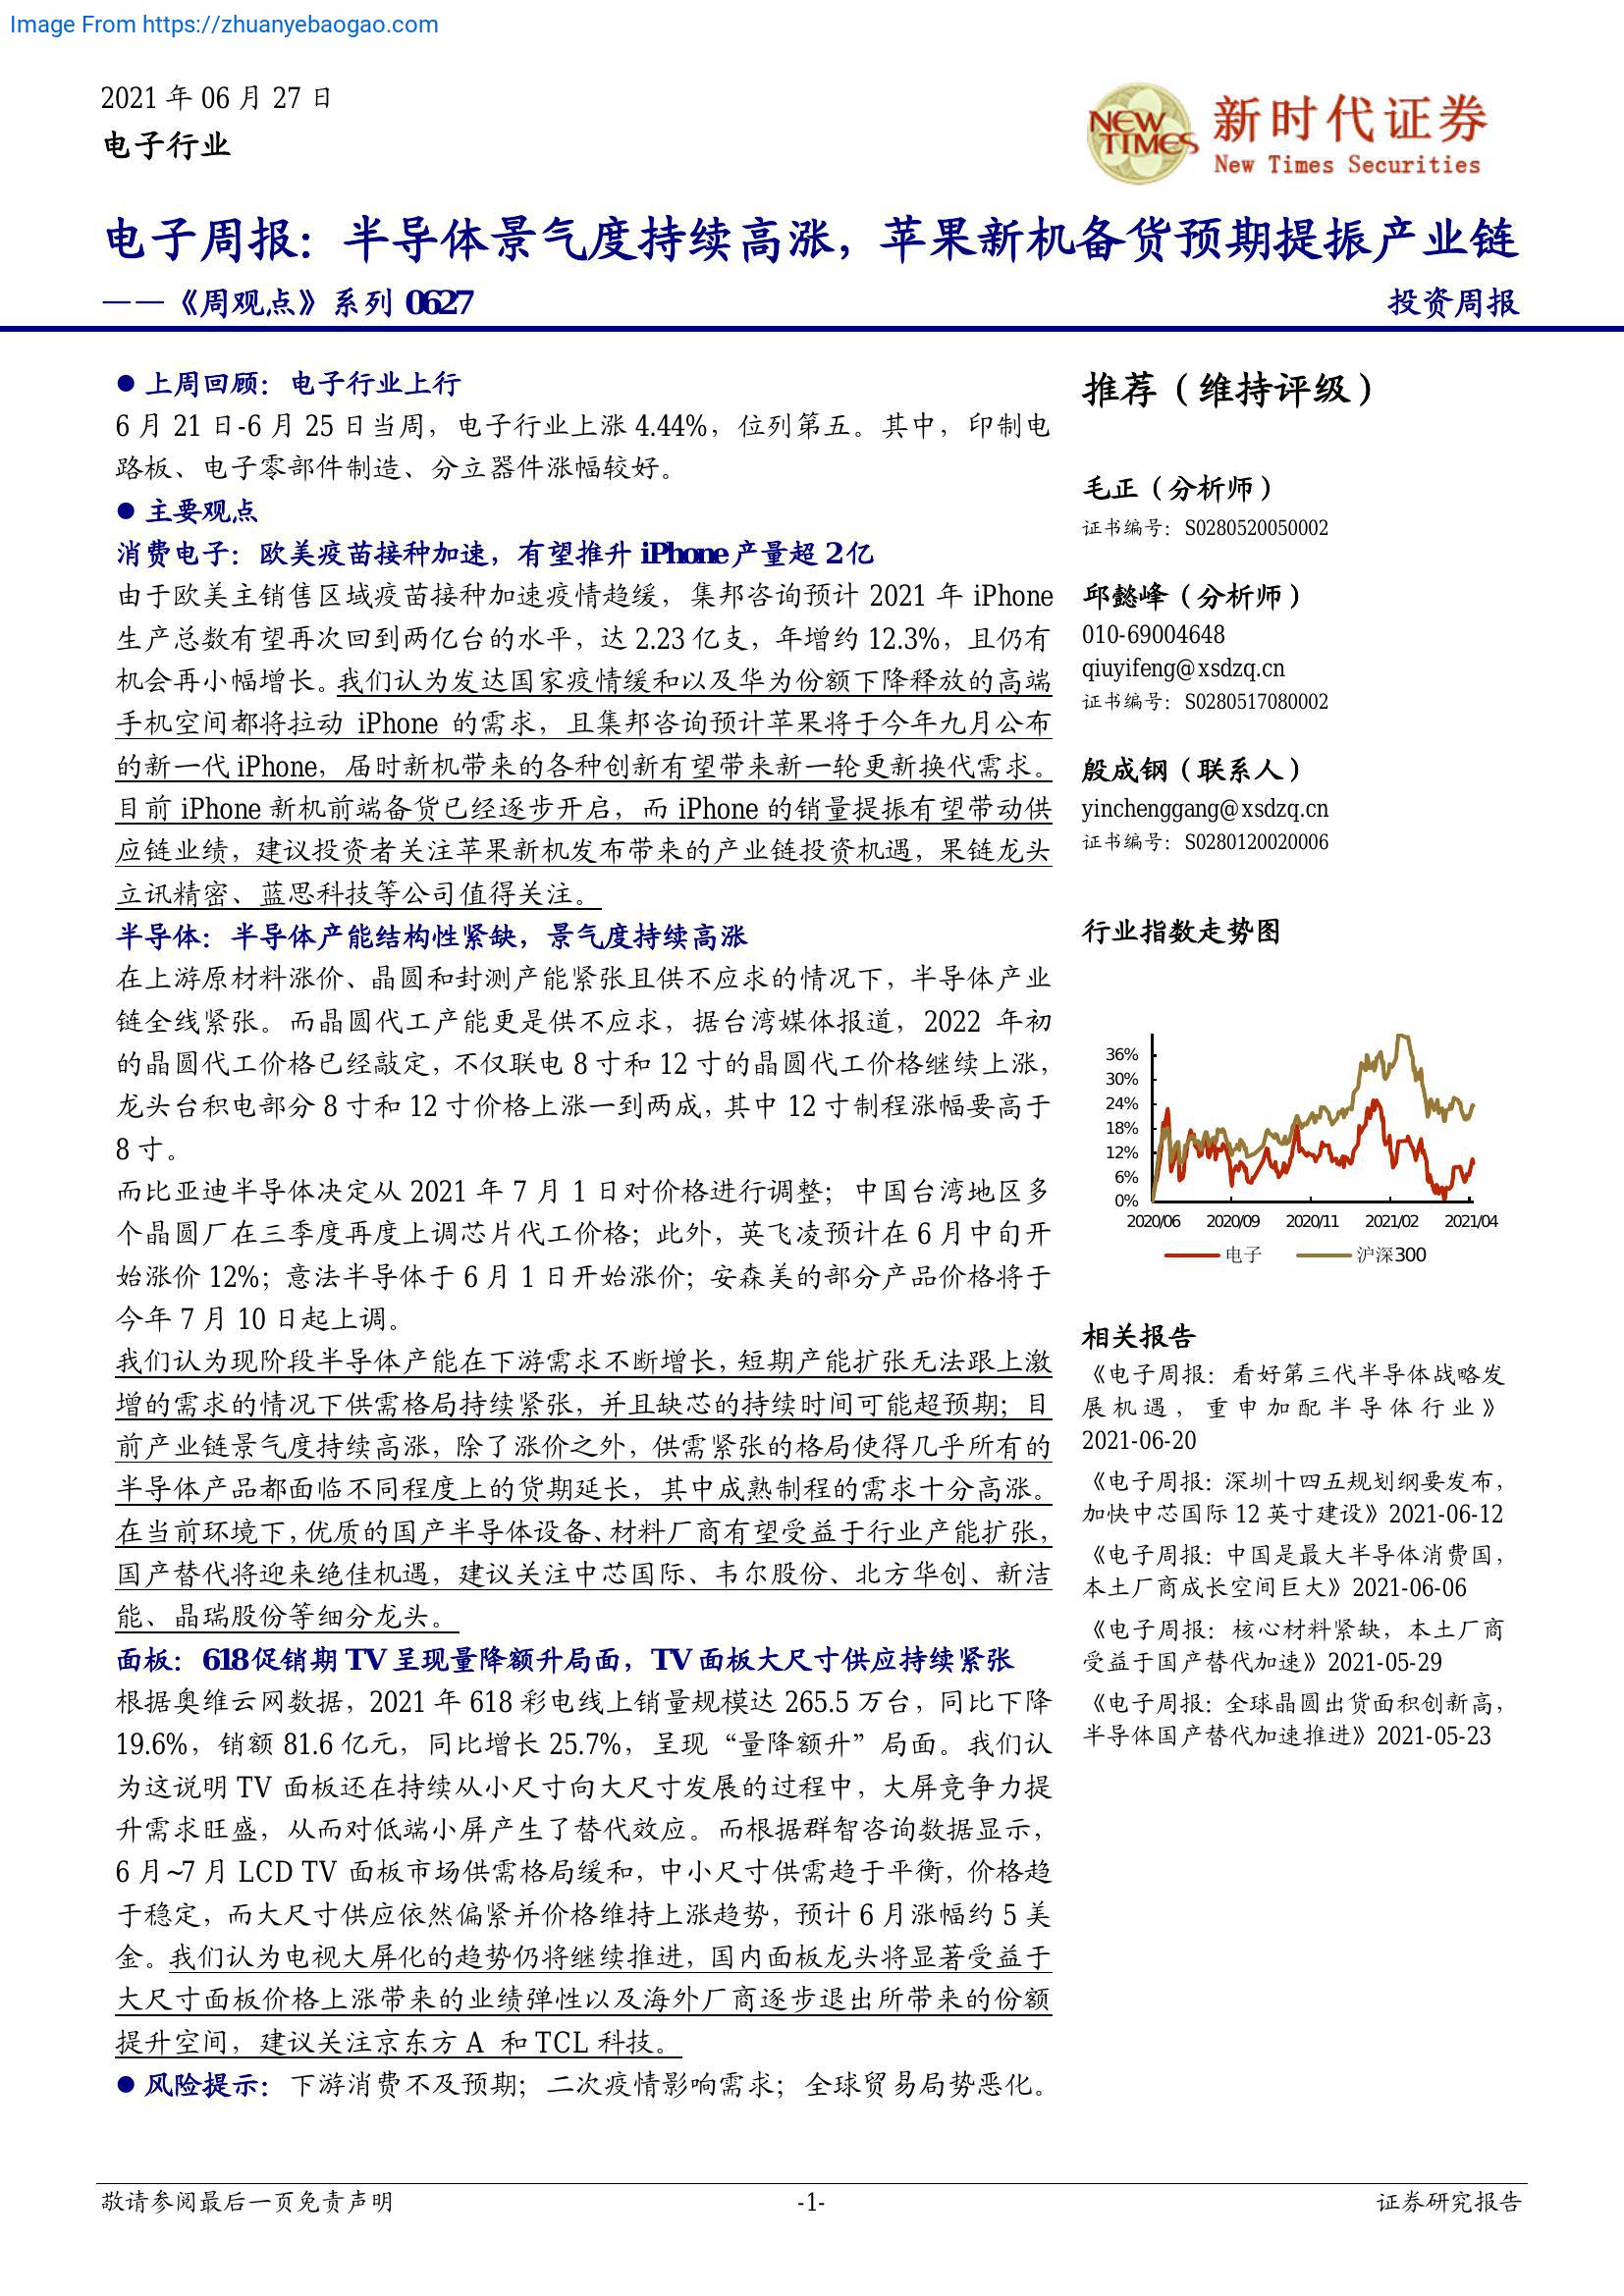 Image From https://zhuanyebaogao.com
2021 年 06 月 27 日
电子行业
NEW TIMES
新时代证券
New Times Securities
电子周报：半导体景气度持续高涨，苹果新机备货预期提振产业链
——《周观点》系列 0627
投资周报
● 上周回顾：电子行业上行
6 月 21 日-6 月 25 日当周，电子行业上涨 4.44%，位列第五。其中，印制电
路板、电子零部件制造、分立器件涨幅较好。
● 主要观点
消费电子：欧美疫苗接种加速，有望推升 iPhone 产量超 2 亿
由于欧美主销售区域疫苗接种加速疫情趋缓，集邦咨询预计 2021 年 iPhone
生产总数有望再次回到两亿台的水平，达 2.23 亿支，年增约 12.3%，且仍有
机会再小幅增长。我们认为发达国家疫情缓和以及华为份额下降释放的高端
手机空间都将拉动 iPhone 的需求，且集邦咨询预计苹果将于今年九月公布
的新一代 iPhone，届时新机带来的各种创新有望带来新一轮更新换代需求。
目前 iPhone 新机前端备货已经逐步开启，而 iPhone 的销量提振有望带动供
应链业绩，建议投资者关注苹果新机发布带来的产业链投资机遇，果链龙头
立讯精密、蓝思科技等公司值得关注。
半导体：半导体产能结构性紧缺，景气度持续高涨
在上游原材料涨价、晶圆和封测产能紧张且供不应求的情况下，半导体产业
链全线紧张。而晶圆代工产能更是供不应求，据台湾媒体报道，2022 年初
的晶圆代工价格已经敲定，不仅联电 8 寸和 12 寸的晶圆代工价格继续上涨，
龙头台积电部分 8 寸和 12 寸价格上涨一到两成，其中 12 寸制程涨幅要高于
8 寸。
而比亚迪半导体决定从 2021 年 7 月 1 日对价格进行调整；中国台湾地区多
个晶圆厂在三季度再度上调芯片代工价格；此外，英飞凌预计在 6 月中旬开
始涨价 12%；意法半导体于 6 月 1 日开始涨价；安森美的部分产品价格将于
今年 7 月 10 日起上调。
我们认为现阶段半导体产能在下游需求不断增长，短期产能扩张无法跟上激
增的需求的情况下供需格局持续紧张，并且缺芯的持续时间可能超预期；目
前产业链景气度持续高涨，除了涨价之外，供需紧张的格局使得几乎所有的
半导体产品都面临不同程度上的货期延长，其中成熟制程的需求十分高涨。
在当前环境下，优质的国产半导体设备、材料厂商有望受益于行业产能扩张，
国产替代将迎来绝佳机遇，建议关注中芯国际、韦尔股份、北方华创、新洁
能、晶瑞股份等细分龙头。
面板：618 促销期 TV 呈现量降额升局面，TV 面板大尺寸供应持续紧张
根据奥维云网数据，2021 年 618 彩电线上销量规模达 265.5 万台，同比下降
19.6%，销额 81.6 亿元，同比增长 25.7%，呈现“量降额升”局面。我们认
为这说明 TV 面板还在持续从小尺寸向大尺寸发展的过程中，大屏竞争力提
升需求旺盛，从而对低端小屏产生了替代效应。而根据群智咨询数据显示，
6 月~7 月 LCD TV 面板市场供需格局缓和，中小尺寸供需趋于平衡，价格趋
于稳定，而大尺寸供应依然偏紧并价格维持上涨趋势，预计 6 月涨幅约 5 美
金。我们认为电视大屏化的趋势仍将继续推进，国内面板龙头将显著受益于
大尺寸面板价格上涨带来的业绩弹性以及海外厂商逐步退出所带来的份额
提升空间，建议关注京东方 A 和 TCL 科技。
● 风险提示：下游消费不及预期；二次疫情影响需求；全球贸易局势恶化。
推荐（维持评级）
毛正（分析师）
证书编号：S0280520050002
邱懿峰（分析师）
010-69004648
qiuyifeng@xsdzq.cn
证书编号：S0280517080002
殷成钢（联系人）
yinchenggang@xsdzq.cn
证书编号：S0280120020006
行业指数走势图
36%
30%
24%
18%
12%
6%
0%
2020/06 2020/09 2020/11 2021/02 2021/04
电子 沪深300
相关报告
《电子周报：看好第三代半导体战略发
展机遇，重申加配半导体行业》
2021-06-20
《电子周报：深圳十四五规划纲要发布，
加快中芯国际 12 英寸建设》2021-06-12
《电子周报：中国是最大半导体消费国，
本土厂商成长空间巨大》2021-06-06
《电子周报：核心材料紧缺，本土厂商
受益于国产替代加速》2021-05-29
《电子周报：全球晶圆出货面积创新高，
半导体国产替代加速推进》2021-05-23
敬请参阅最后一页免责声明
-1-
证券研究报告